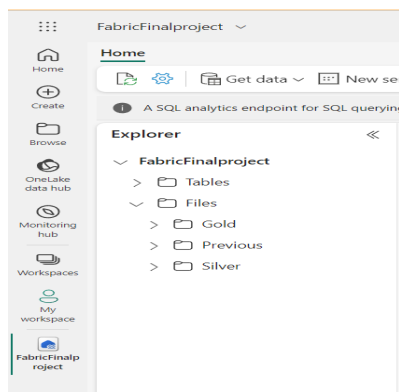 FabricFinalproject
Home
Home
Get data
New se
Create
A SQL analytics endpoint for SQL querying
Browse
Explorer
FabricFinalproject
OneLake
data hub
Tables
Files
Monitoring
hub
Gold
Previous
Silver
Workspaces
My
workspace
FabricFinalp
roject